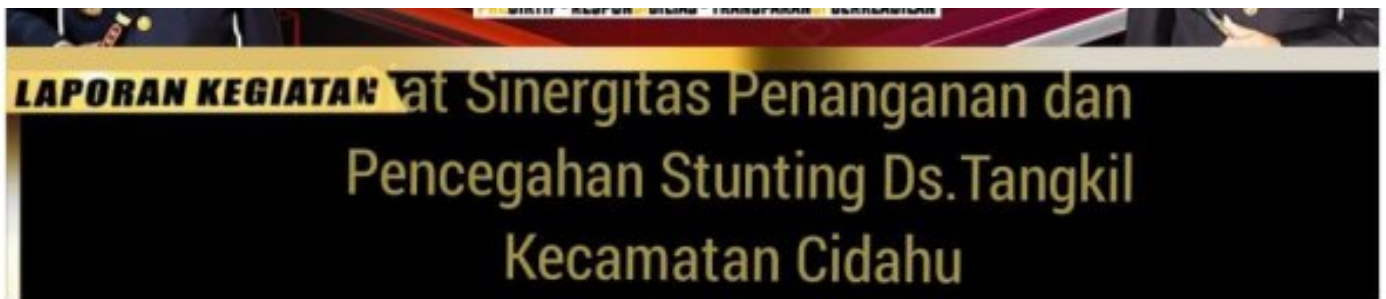 LAPORAN KEGIATAN
at Sinergitas Penanganan dan
Pencegahan Stunting Ds.Tangkil
Kecamatan Cidahu